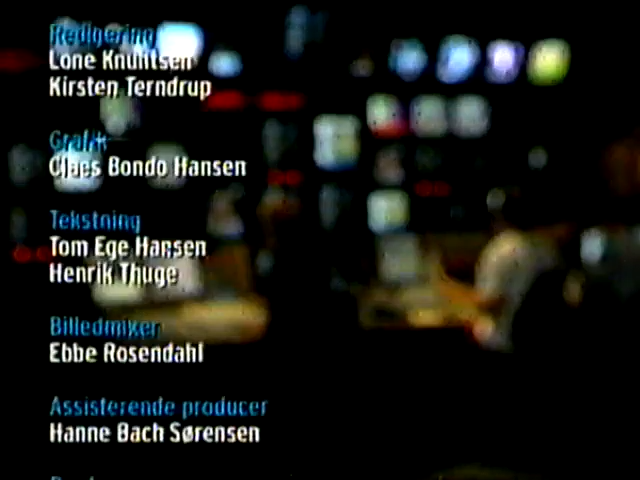 Redigering
Lone Knuhtsen
Kirsten Terndrup
Grafik
Claes Bondo Hansen
Tekstning
Tom Ege Hansen
Henrik Thuge
Billedmixer
Ebbe Rosendahl
Assisterende producer
Hanne Bach Sørensen